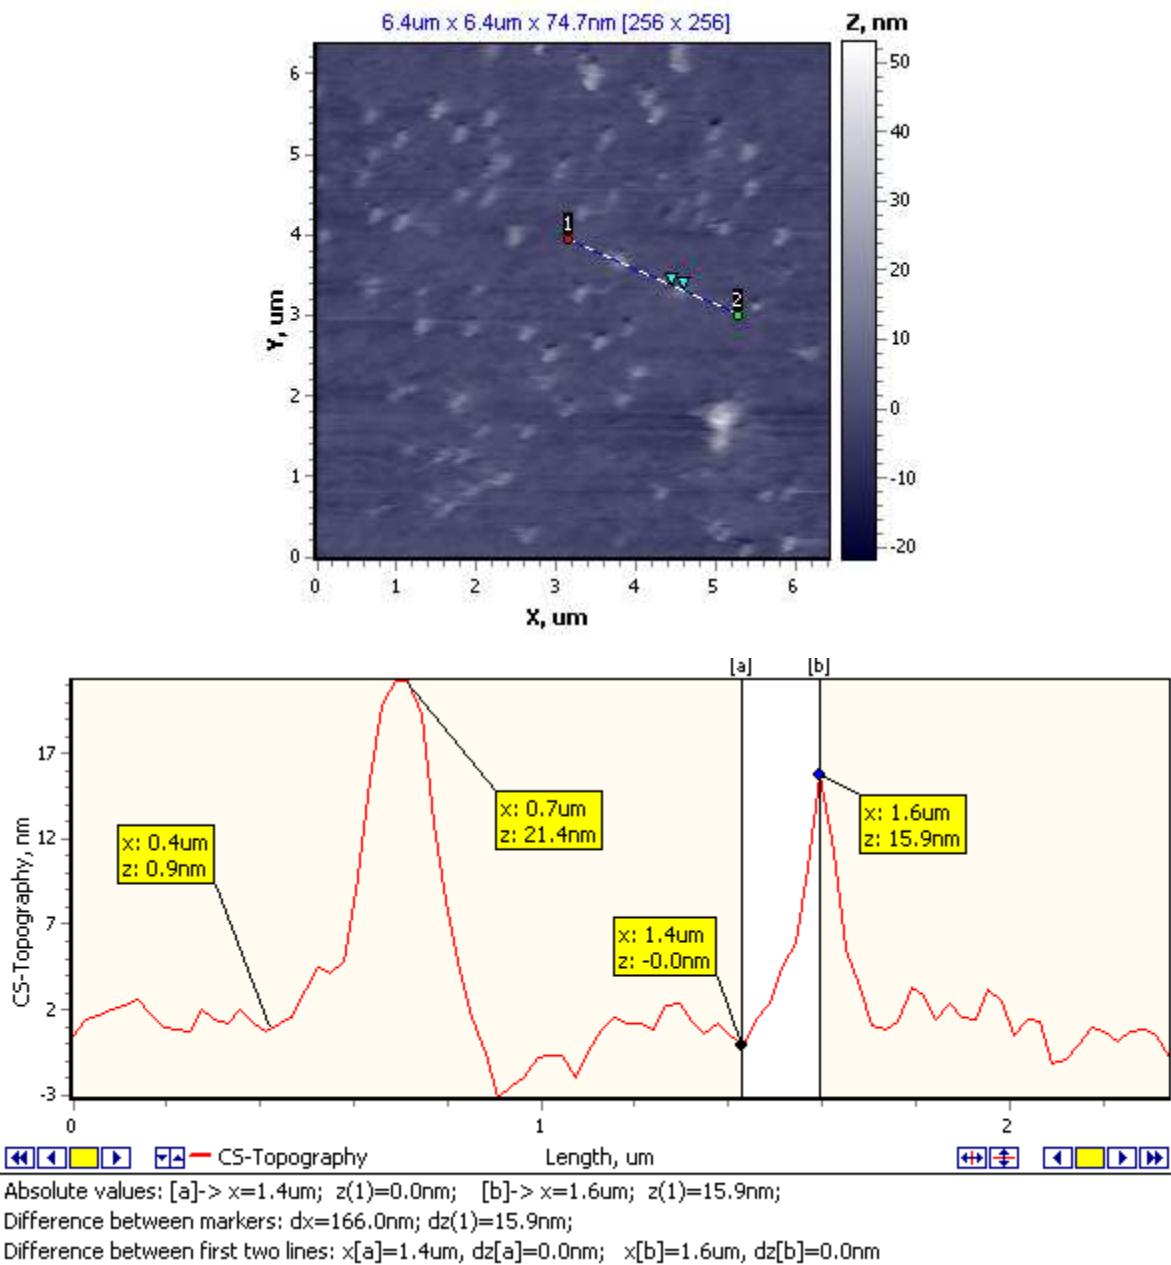 6.4um x 6.4um x 74.7nm [256 x 256]
Z, nm
50
40
30
20
10
0
-10
-20
Y, um
6
5
4
3
2
1
0
1
2
0
1
2
3
4
5
6
X, um
[a]
[b]
CS-Topography, nm
17
12
7
2
-3
x: 0.4um
z: 0.9nm
x: 0.7um
z: 21.4nm
x: 1.4um
z: -0.0nm
x: 1.6um
z: 15.9nm
0
1
2
CS-Topography
Length, um
Absolute values: [a]-> x=1.4um; z(1)=0.0nm; [b]-> x=1.6um; z(1)=15.9nm;
Difference between markers: dx=166.0nm; dz(1)=15.9nm;
Difference between first two lines: x[a]=1.4um, dz[a]=0.0nm; x[b]=1.6um, dz[b]=0.0nm